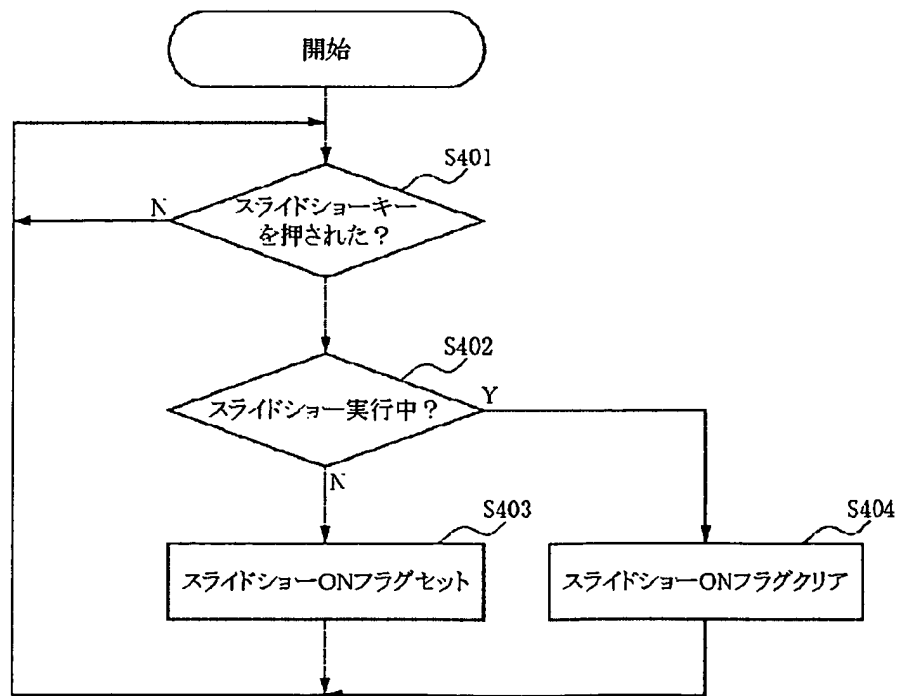 開始
S401
N
スライドショーキー
を押された?
S402
スライドショー実行中?
Y
N
S403
S404
スライドショーONフラグセット
スライドショーONフラグクリア